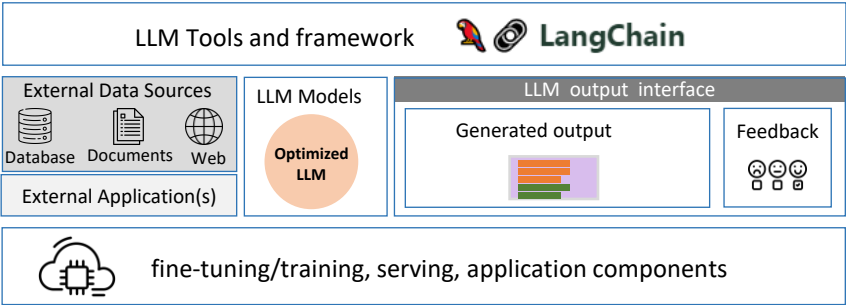 LLM Tools and framework LangChain
External Data Sources
Database Documents Web
External Application(s)
LLM Models
Optimized
LLM
LLM output interface
Generated output
Feedback
fine-tuning/training, serving, application components